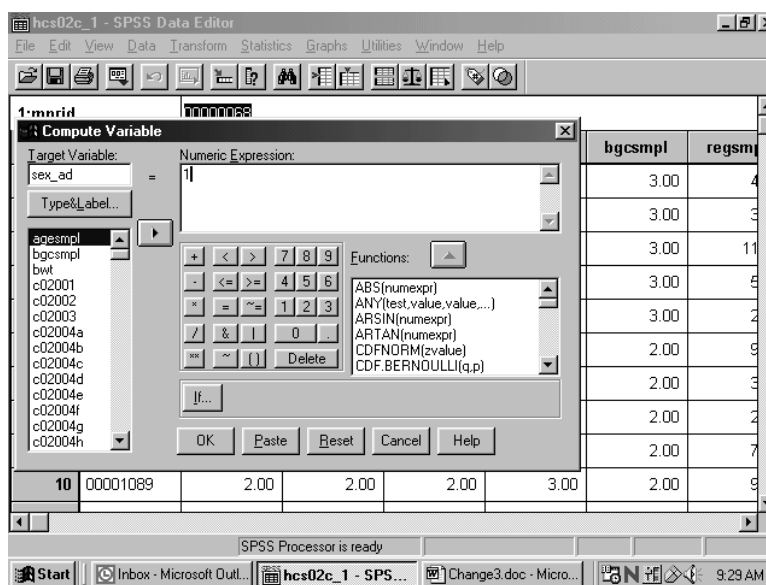 hcs02c_1 - SPSS Data Editor
File Edit View Data Transform Statistics Graphs Utilities Window Help
1:mnrid 00000068
Compute Variable
Target Variable:
sex_ad
=
Numeric Expression:
1
Type&Label...
agesmpl
bgcsmpl
bwt
c02001
c02002
c02003
c02004a
c02004b
c02004c
c02004d
c02004e
c02004f
c02004g
c02004h
+ < > 7 8 9
- <= >= 4 5 6
* = ~= 1 2 3
/ & | 0 .
** ~ () Delete
Functions:
ABS(numexpr)
ANY(test,value,value,...)
ARSIN(numexpr)
ARTAN(numexpr)
CDFNORM(zvalue)
CDF.BERNOULLI(q,p)
If...
OK Paste Reset Cancel Help
bgcsmpl regsmp
3.00 4
3.00 3
3.00 11
3.00
3.00 2
2.00 9
2.00 3
2.00 2
2.00 7
10 00001089 2.00 2.00 2.00 3.00 2.00 9
SPSS Processor is ready
Start Inbox - Microsoft Outl... hcs02c_1 - SPS... Change3.doc - Micro... 9:29 AM